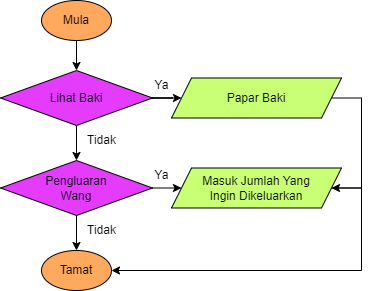 Mula
Lihat Baki
Ya
Papar Baki
Tidak
Pengluaran
Wang
Ya
Masuk Jumlah Yang
Ingin Dikeluarkan
Tidak
Tamat